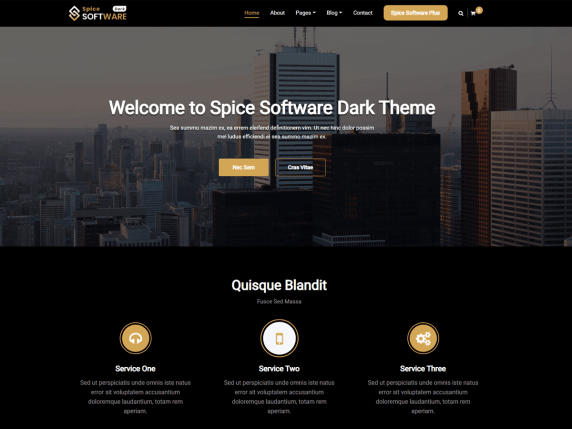 Spice Dark
SOFTWARE
Home About Pages Blog Contact Spice Software Plus 0
Welcome to Spice Software Dark Theme
Sea summo mazim ex, ea errem eleifend definitionem vim. Ut nec hinc dolor possim
mei ludus efficiendi ei sea summo mazim ex.
Nec Sem Cras Vitae
Quisque Blandit
Fusce Sed Massa
Service One Service Two Service Three
Sed ut perspiciatis unde omnis iste natus Sed ut perspiciatis unde omnis iste natus Sed ut perspiciatis unde omnis iste natus
error sit voluptatem accusantium error sit voluptatem accusantium error sit voluptatem accusantium
doloremque laudantium, totam rem doloremque laudantium, totam rem doloremque laudantium, totam rem
aperiam. aperiam. aperiam.